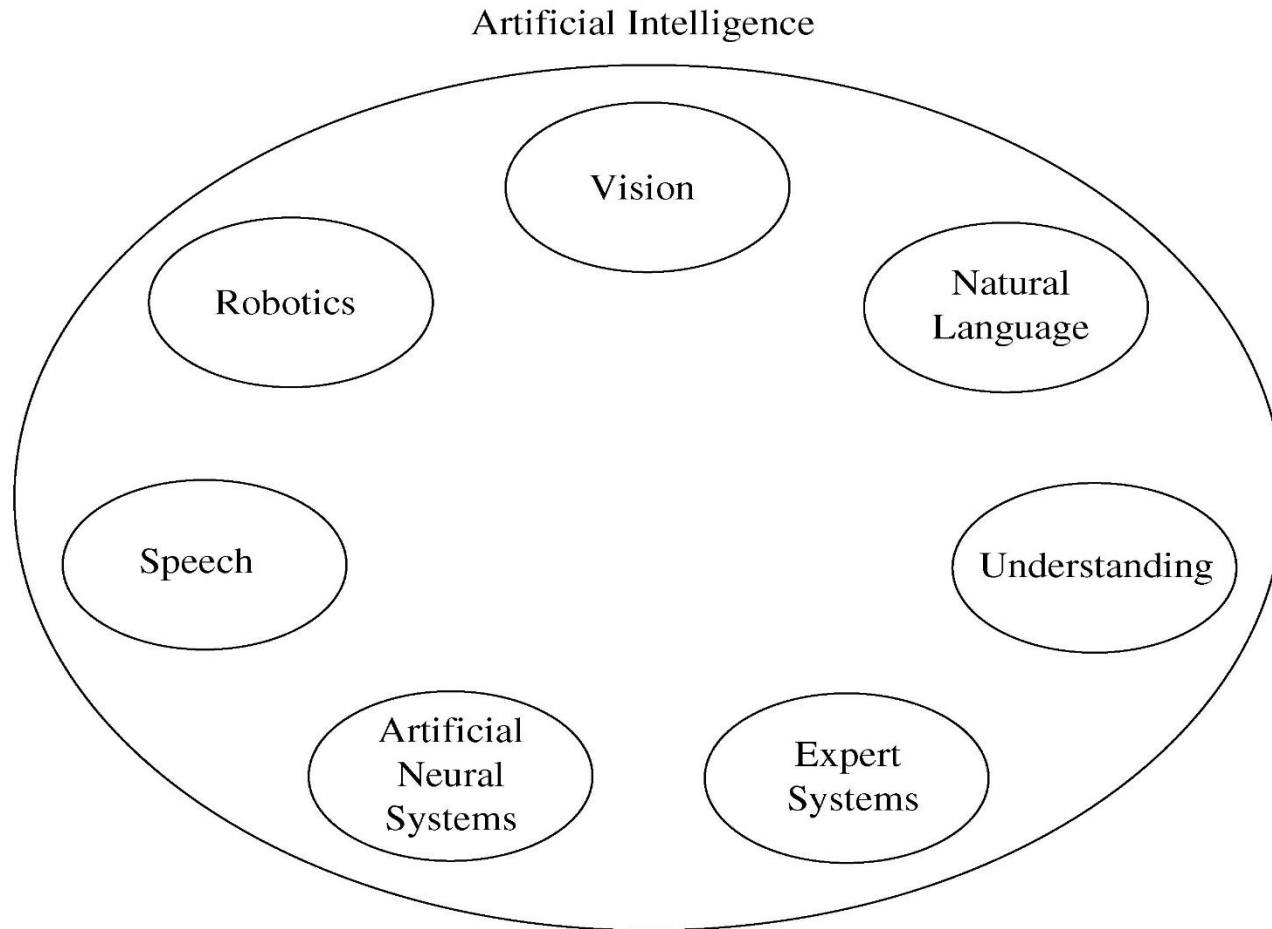 Artificial Intelligence
Vision
Robotics
Natural
Language
Speech
Understanding
Artificial
Neural
Systems
Expert
Systems